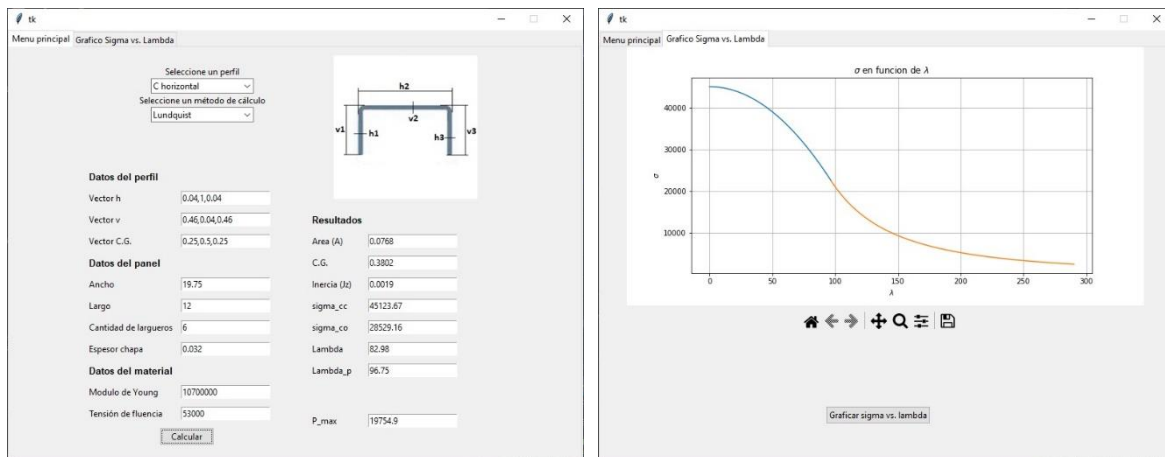 tk
Menu principal Grafico Sigma vs. Lambda
Seleccione un perfil
C horizontal
Seleccione un método de cálculo
Lundquist
h2
v1 h1 v2 h3 v3
Datos del perfil
Vector h 0.04,1,0.04
Vector v 0.46,0.04,0.46
Vector C.G. 0.25,0.5,0.25
Datos del panel
Ancho 19.75
Largo 12
Cantidad de largueros 6
Espesor chapa 0.032
Datos del material
Modulo de Young 10700000
Tensión de fluencia 53000
Calcular
Resultados
Area (A) 0.0768
C.G. 0.3802
Inercia (Jz) 0.0019
sigma_cc 45123.67
sigma_co 28529.16
Lambda 82.98
Lambda_p 96.75
P_max 19754.9
tk
Menu principal Grafico Sigma vs. Lambda
σ en funcion de λ
40000
30000
20000
10000
σ
0 50 100 150 200 250 300
λ
Graficar sigma vs. lambda